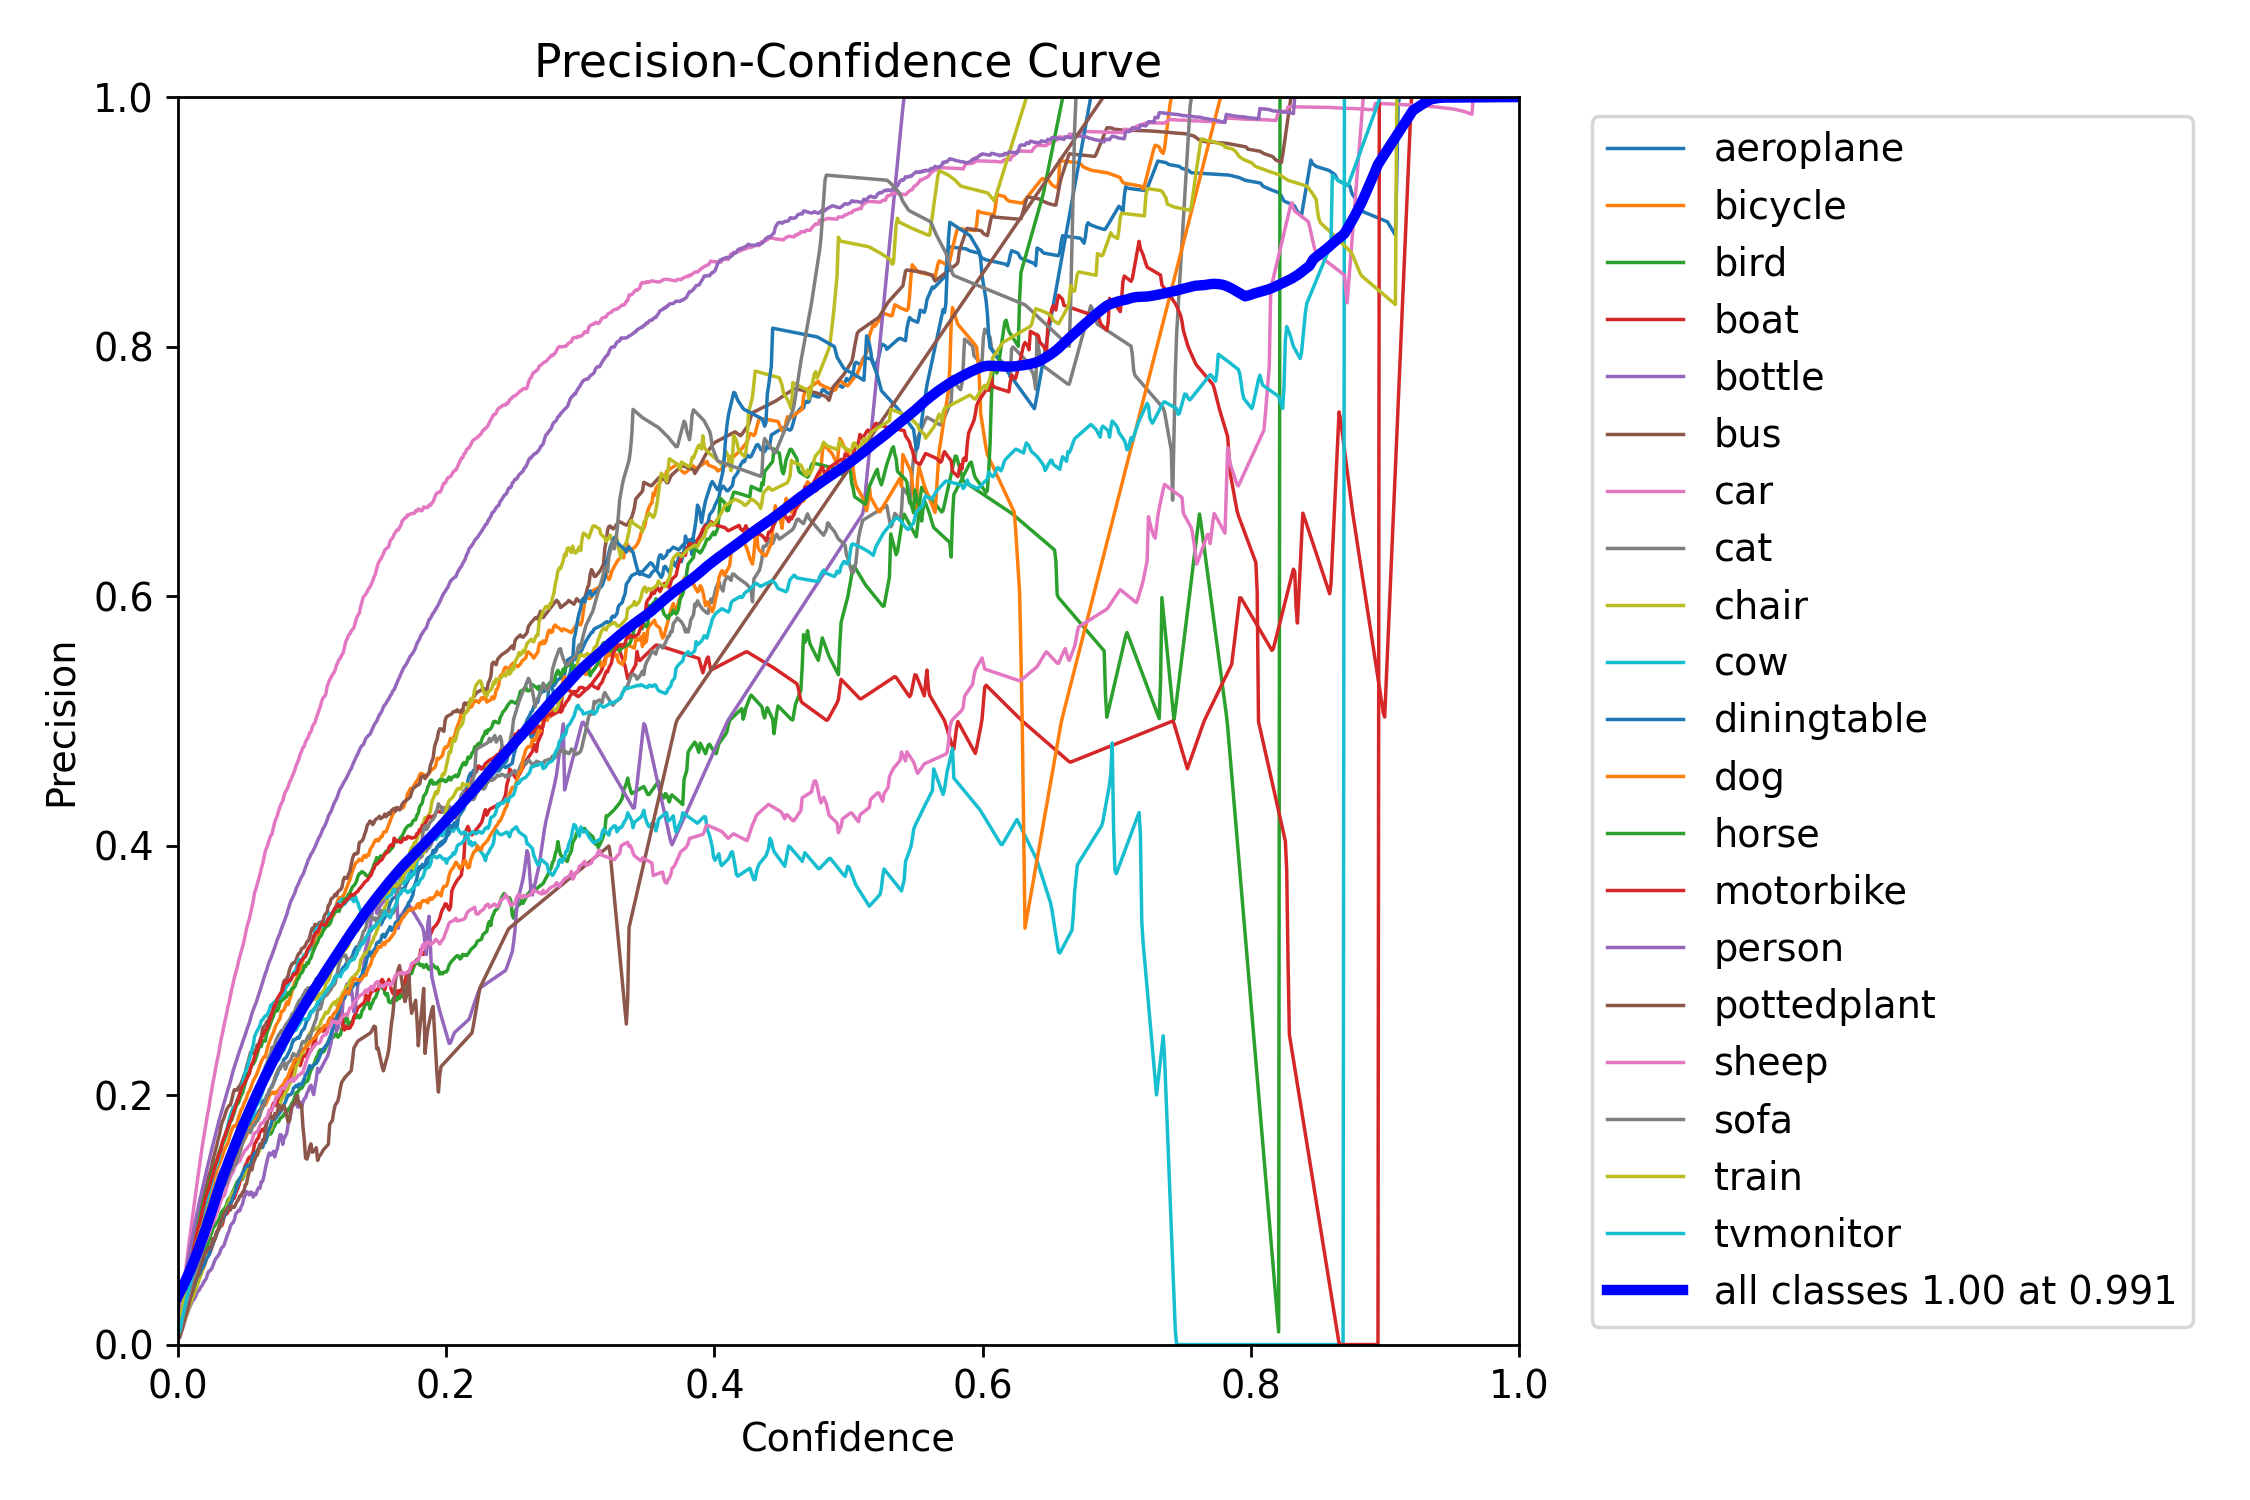 Precision-Confidence Curve
1.0
0.8
0.6
0.4
0.2
0.0
Precision
0.0 0.2 0.4 0.6 0.8 1.0
Confidence
aeroplane
bicycle
bird
boat
bottle
bus
car
cat
chair
cow
diningtable
dog
horse
motorbike
person
pottedplant
sheep
sofa
train
tvmonitor
all classes 1.00 at 0.991